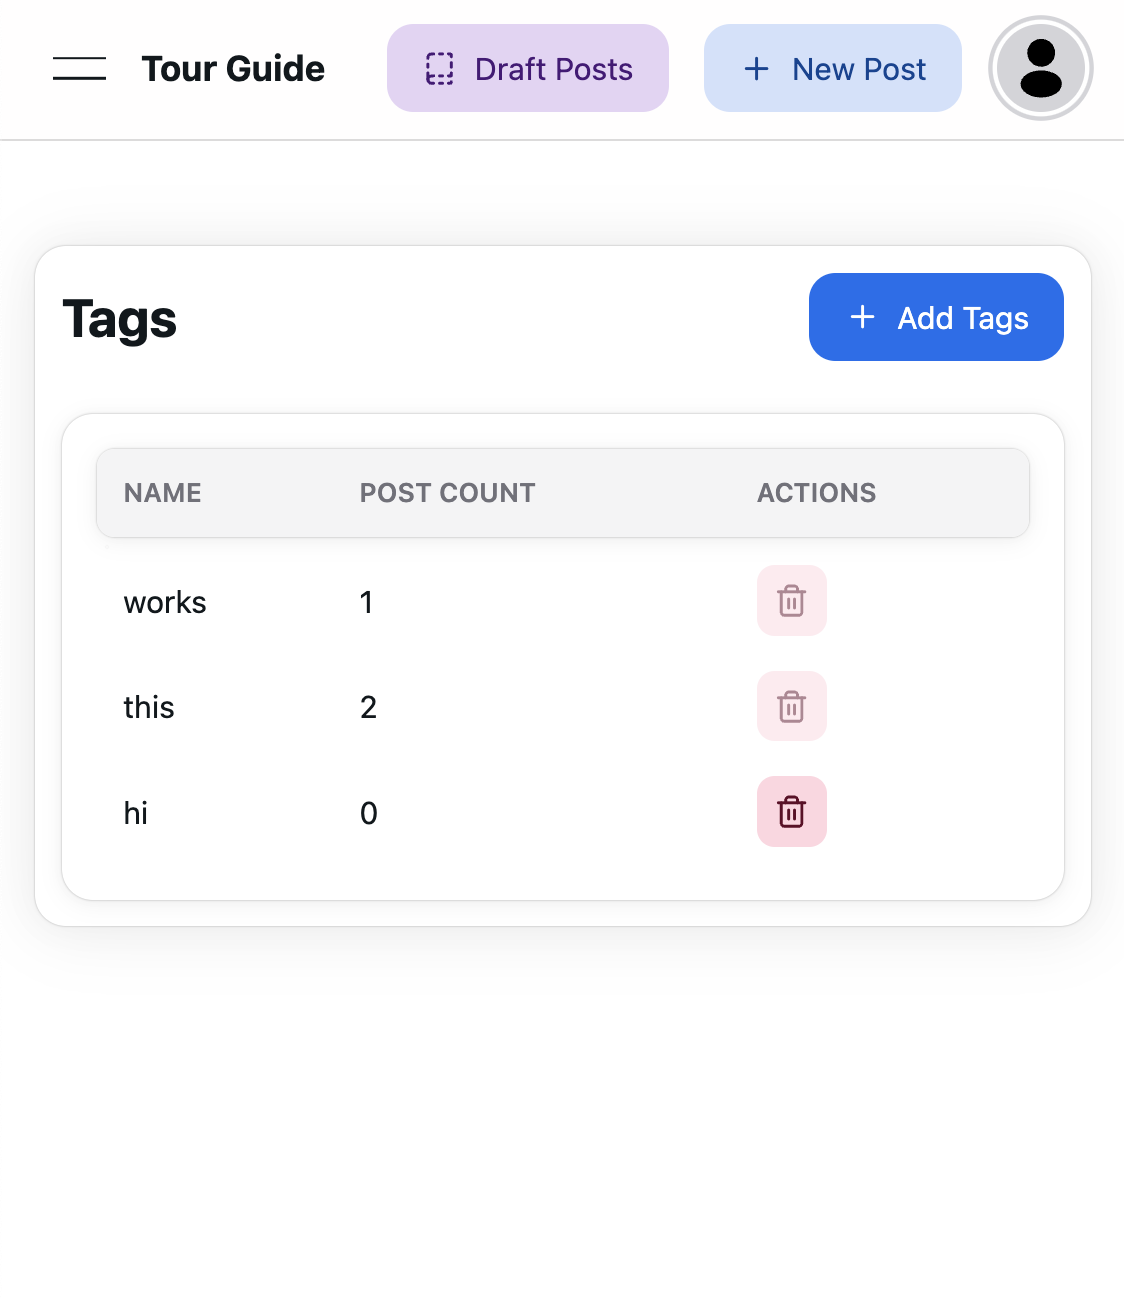 Tour Guide
Draft Posts
New Post
Tags
Add Tags
NAME POST COUNT ACTIONS
works 1
this 2
hi 0